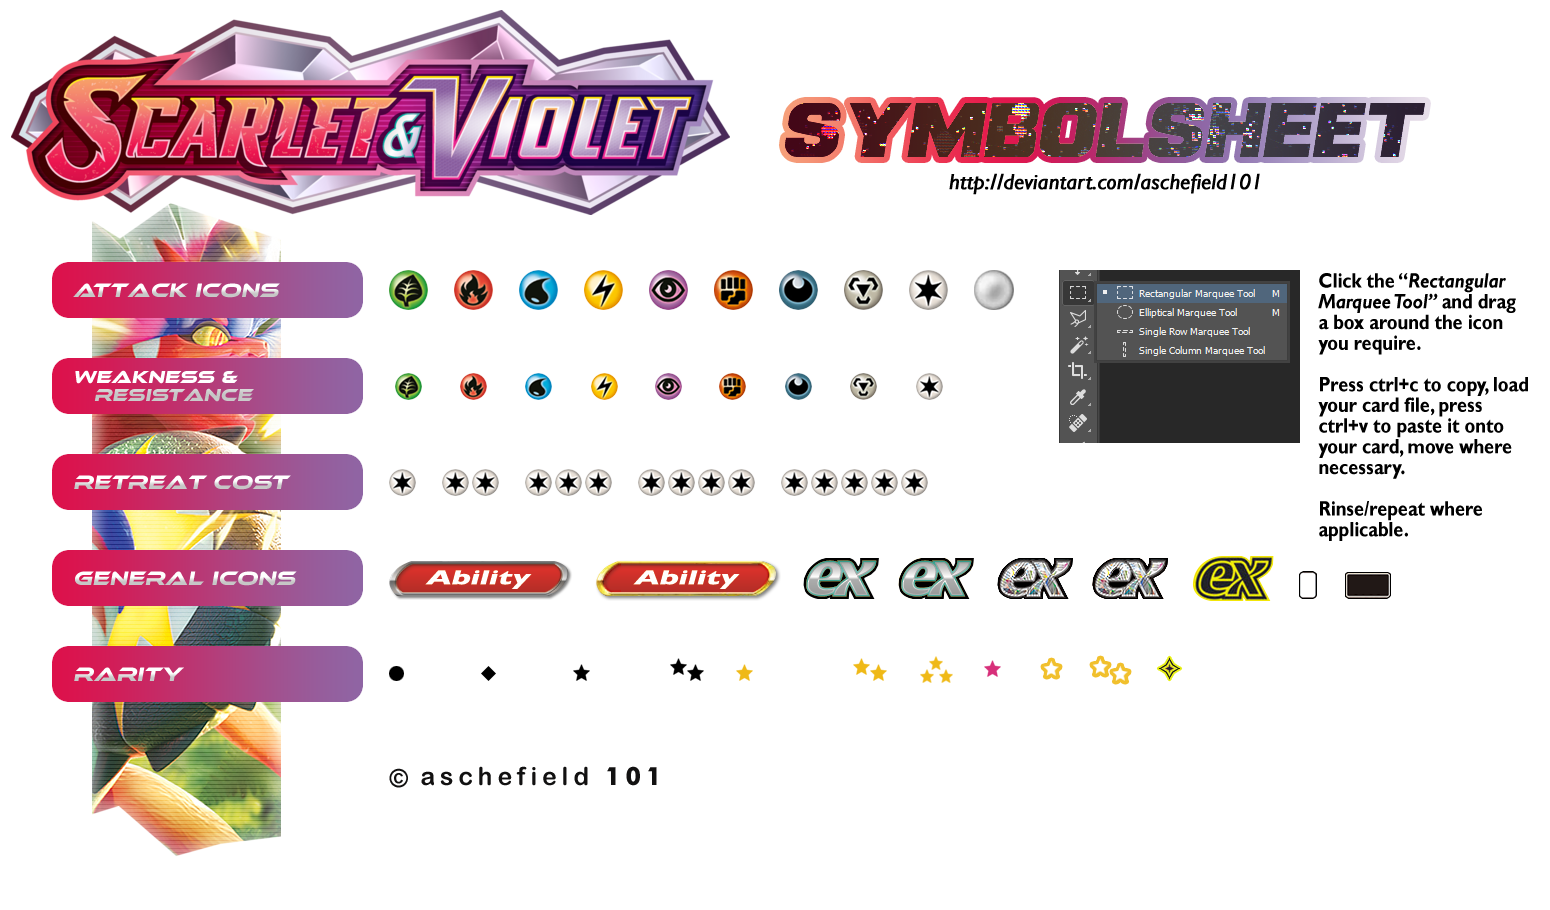 SCARLET & VIOLET
SYMBOLSHEET
http://deviantart.com/aschefield101
ATTACK ICONS
WEAKNESS &
RESISTANCE
RETREAT COST
GENERAL ICONS
Ability
Ability
ex
ex
ex
ex
ex
RARITY
Rectangular Marquee Tool M
Elliptical Marquee Tool M
Single Row Marquee Tool
Single Column Marquee Tool
Click the “Rectangular
Marquee Tool” and drag
a box around the icon
you require.
Press ctrl+c to copy, load
your card file, press
ctrl+v to paste it onto
your card, move where
necessary.
Rinse/repeat where
applicable.
© aschefield 101